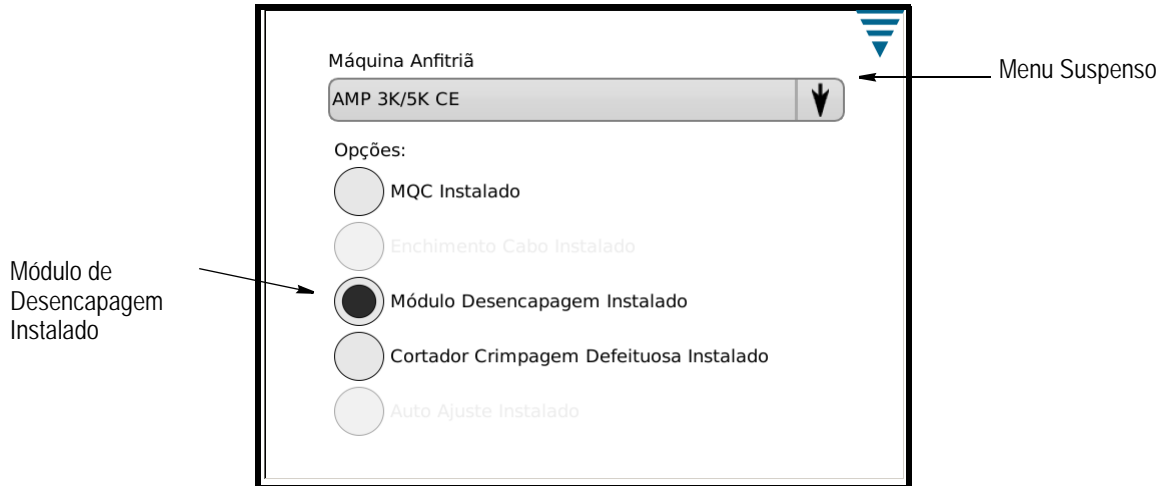 Máquina Anfitriã
Menu Suspenso
AMP 3K/5K CE
Opções:
MQC Instalado
Enchimento Cabo Instalado
Módulo de
Desencapagem
Instalado
Módulo Desencapagem Instalado
Cortador Crimpagem Defeituosa Instalado
Auto Ajuste Instalado